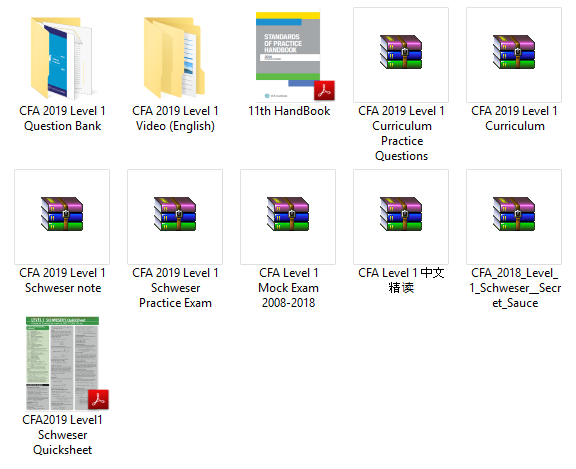 STANDARDS
OF PRACTICE
HANDBOOK
CFA 2019 Level 1
Question Bank
CFA 2019 Level 1
Video (English)
11th HandBook
CFA 2019 Level 1
Curriculum
Practice
Questions
CFA 2019 Level 1
Curriculum
CFA 2019 Level 1
Schweser note
CFA 2019 Level 1
Schweser
Practice Exam
CFA Level 1
Mock Exam
2008-2018
CFA Level 1 中文
精读
CFA_2018_Level_
1_Schweser__Secr
et_Sauce
LEVEL I SCHWESER'S QuickSheet
CFA2019 Level1
Schweser
Quicksheet